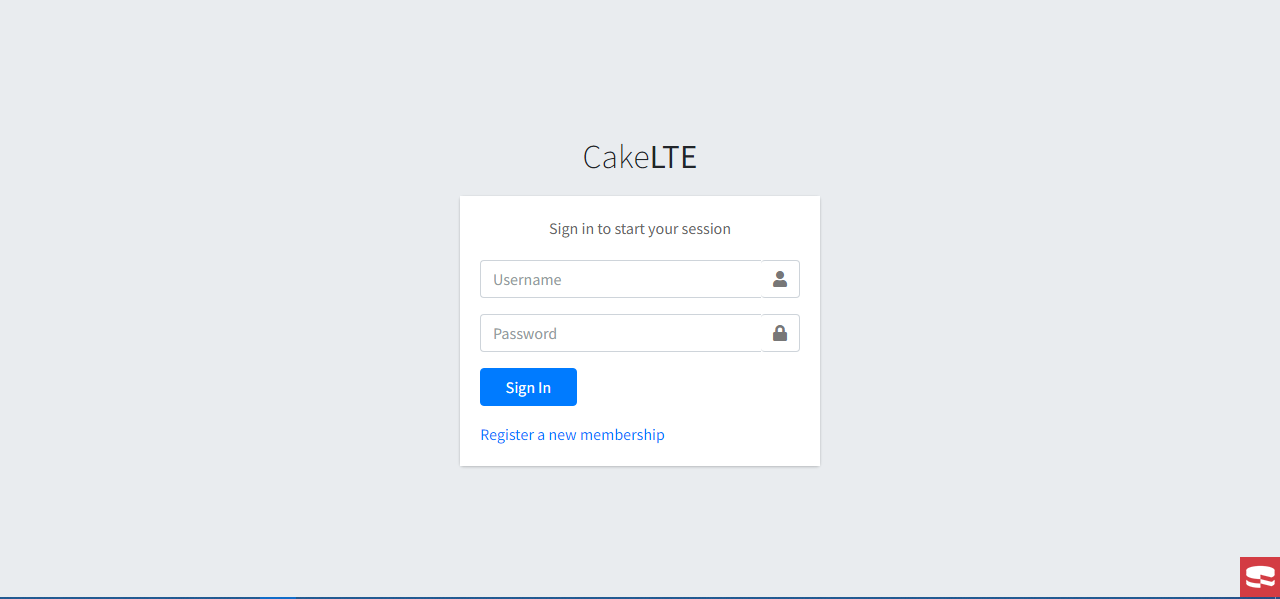 CakeLTE
Sign in to start your session
Username
Password
Sign In
Register a new membership